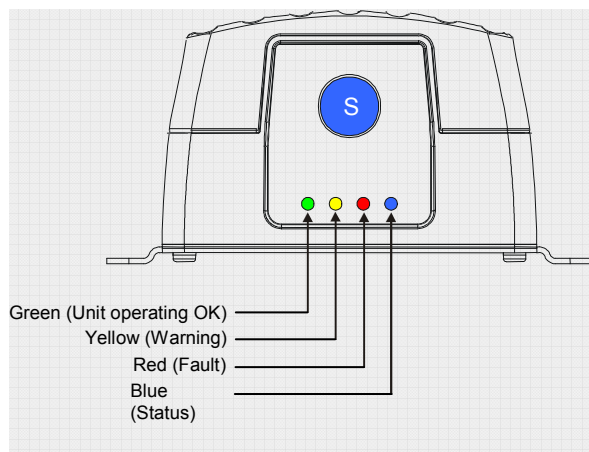 S
Green (Unit operating OK)
Yellow (Warning)
Red (Fault)
Blue
(Status)